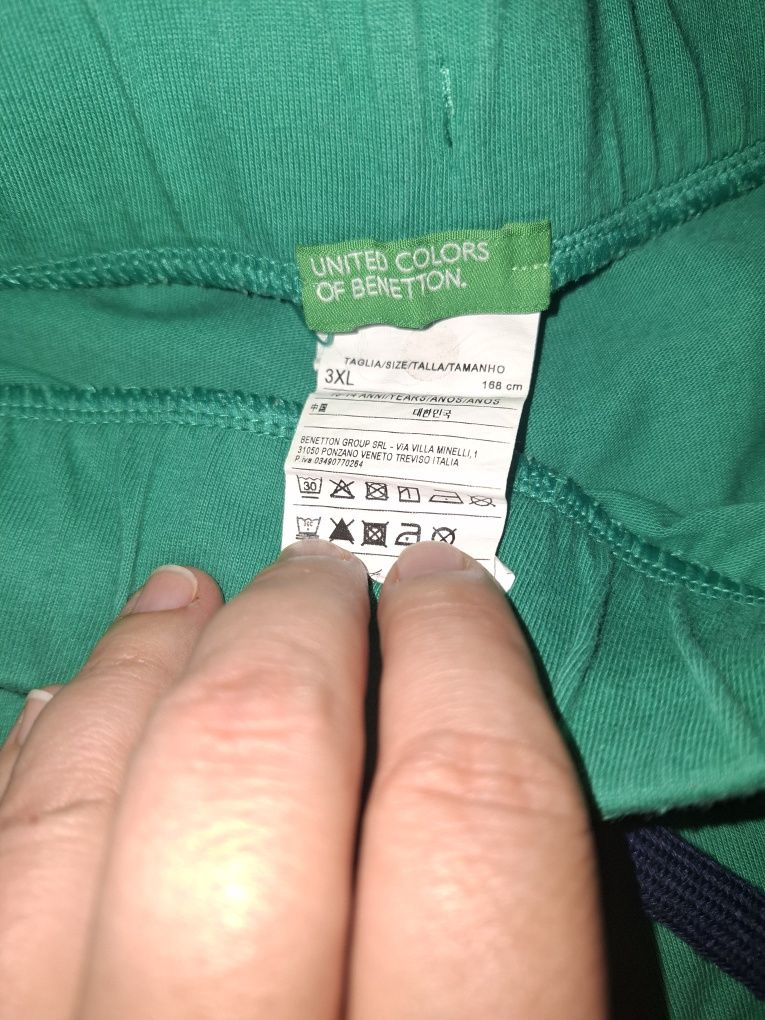 UNITED COLORS
OF BENETTON.
TAGLIA/SIZE/TALLA/TAMANHO
3XL 168 cm
ANNI/YEARS/ANOS/ANOS
中国 대한민국
BENETTON GROUP SRL - VIA VILLA MINELLI, 1
31050 PONZANO VENETO TREVISO ITALIA
P.iva 03490770264
30